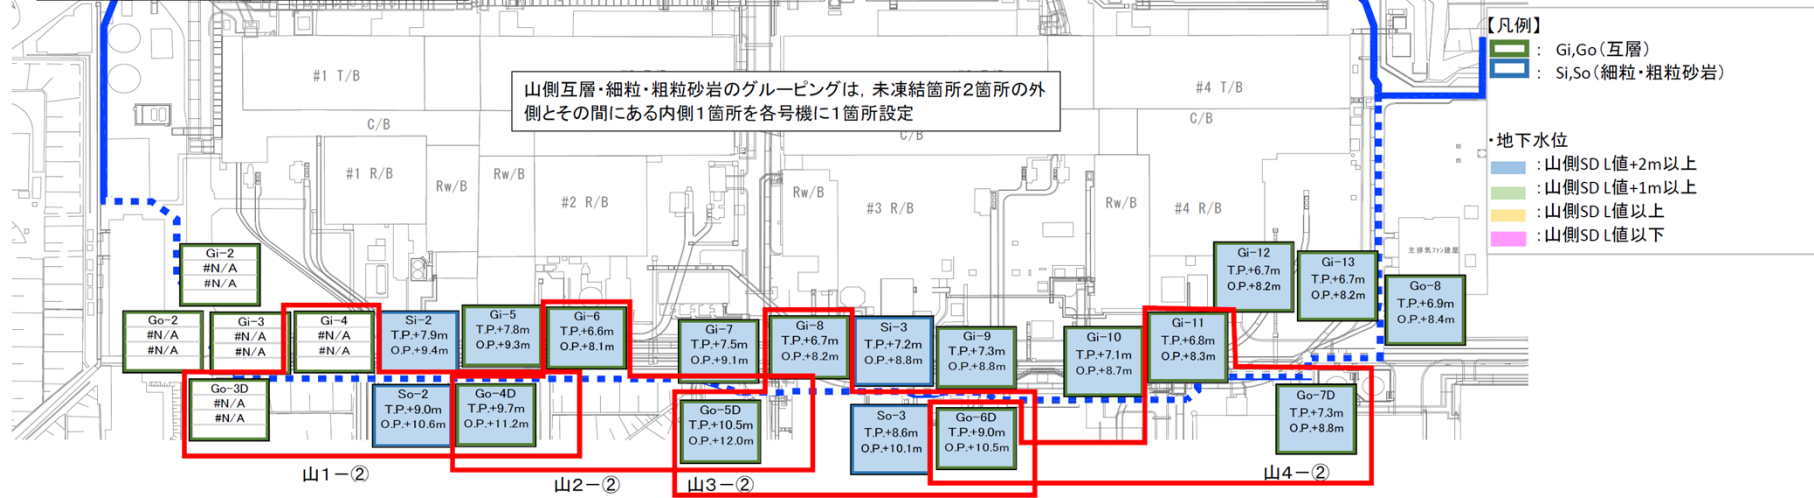 【凡例】
: Gi,Go(互層)
: Si,So(細粒・粗粒砂岩)
・地下水位
:山側SD L値+2m以上
:山側SD L値+1m以上
:山側SD L値以上
:山側SD L値以下
山側互層・細粒・粗粒砂岩のグルーピングは，未凍結箇所2箇所の外
側とその間にある内側1箇所を各号機に1箇所設定
#1 T/B
#4 T/B
C/B
C/B
C/B
#1 R/B
Rw/B
Rw/B
#2 R/B
Rw/B
#3 R/B
Rw/B
#4 R/B
主排気ファン建屋
Gi-2
#N/A
#N/A
Gi-12
T.P.+6.7m
O.P.+8.2m
Gi-13
T.P.+6.7m
O.P.+8.2m
Go-8
T.P.+6.9m
O.P.+8.4m
Go-2
#N/A
#N/A
Gi-3
#N/A
#N/A
Gi-4
#N/A
#N/A
Si-2
T.P.+7.9m
O.P.+9.4m
Gi-5
T.P.+7.8m
O.P.+9.3m
Gi-6
T.P.+6.6m
O.P.+8.1m
Gi-7
T.P.+7.5m
O.P.+9.1m
Gi-8
T.P.+6.7m
O.P.+8.2m
Si-3
T.P.+7.2m
O.P.+8.8m
Gi-9
T.P.+7.3m
O.P.+8.8m
Gi-10
T.P.+7.1m
O.P.+8.7m
Gi-11
T.P.+6.8m
O.P.+8.3m
Go-3D
#N/A
#N/A
So-2
T.P.+9.0m
O.P.+10.6m
Go-4D
T.P.+9.7m
O.P.+11.2m
Go-5D
T.P.+10.5m
O.P.+12.0m
So-3
T.P.+8.6m
O.P.+10.1m
Go-6D
T.P.+9.0m
O.P.+10.5m
Go-7D
T.P.+7.3m
O.P.+8.8m
山1-②
山2-②
山3-②
山4-②